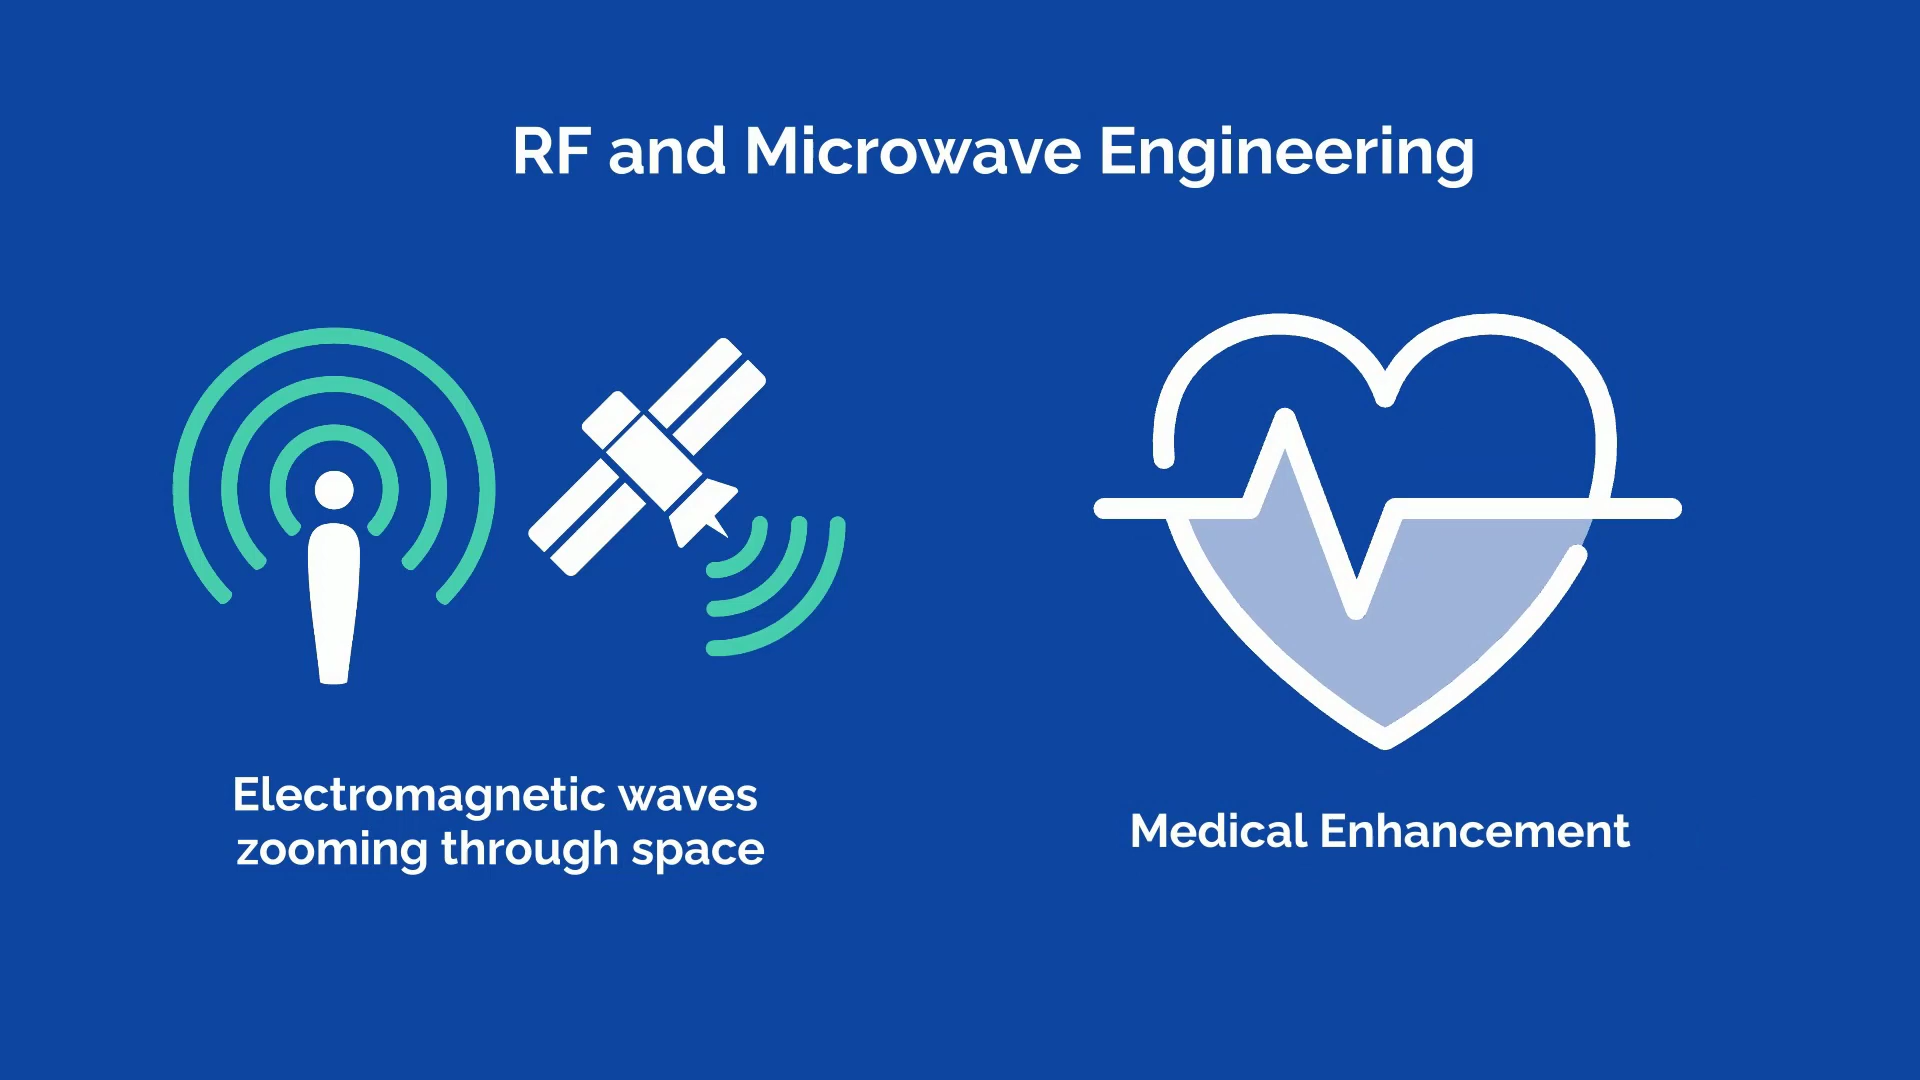 RF and Microwave Engineering
Electromagnetic waves
zooming through space
Medical Enhancement